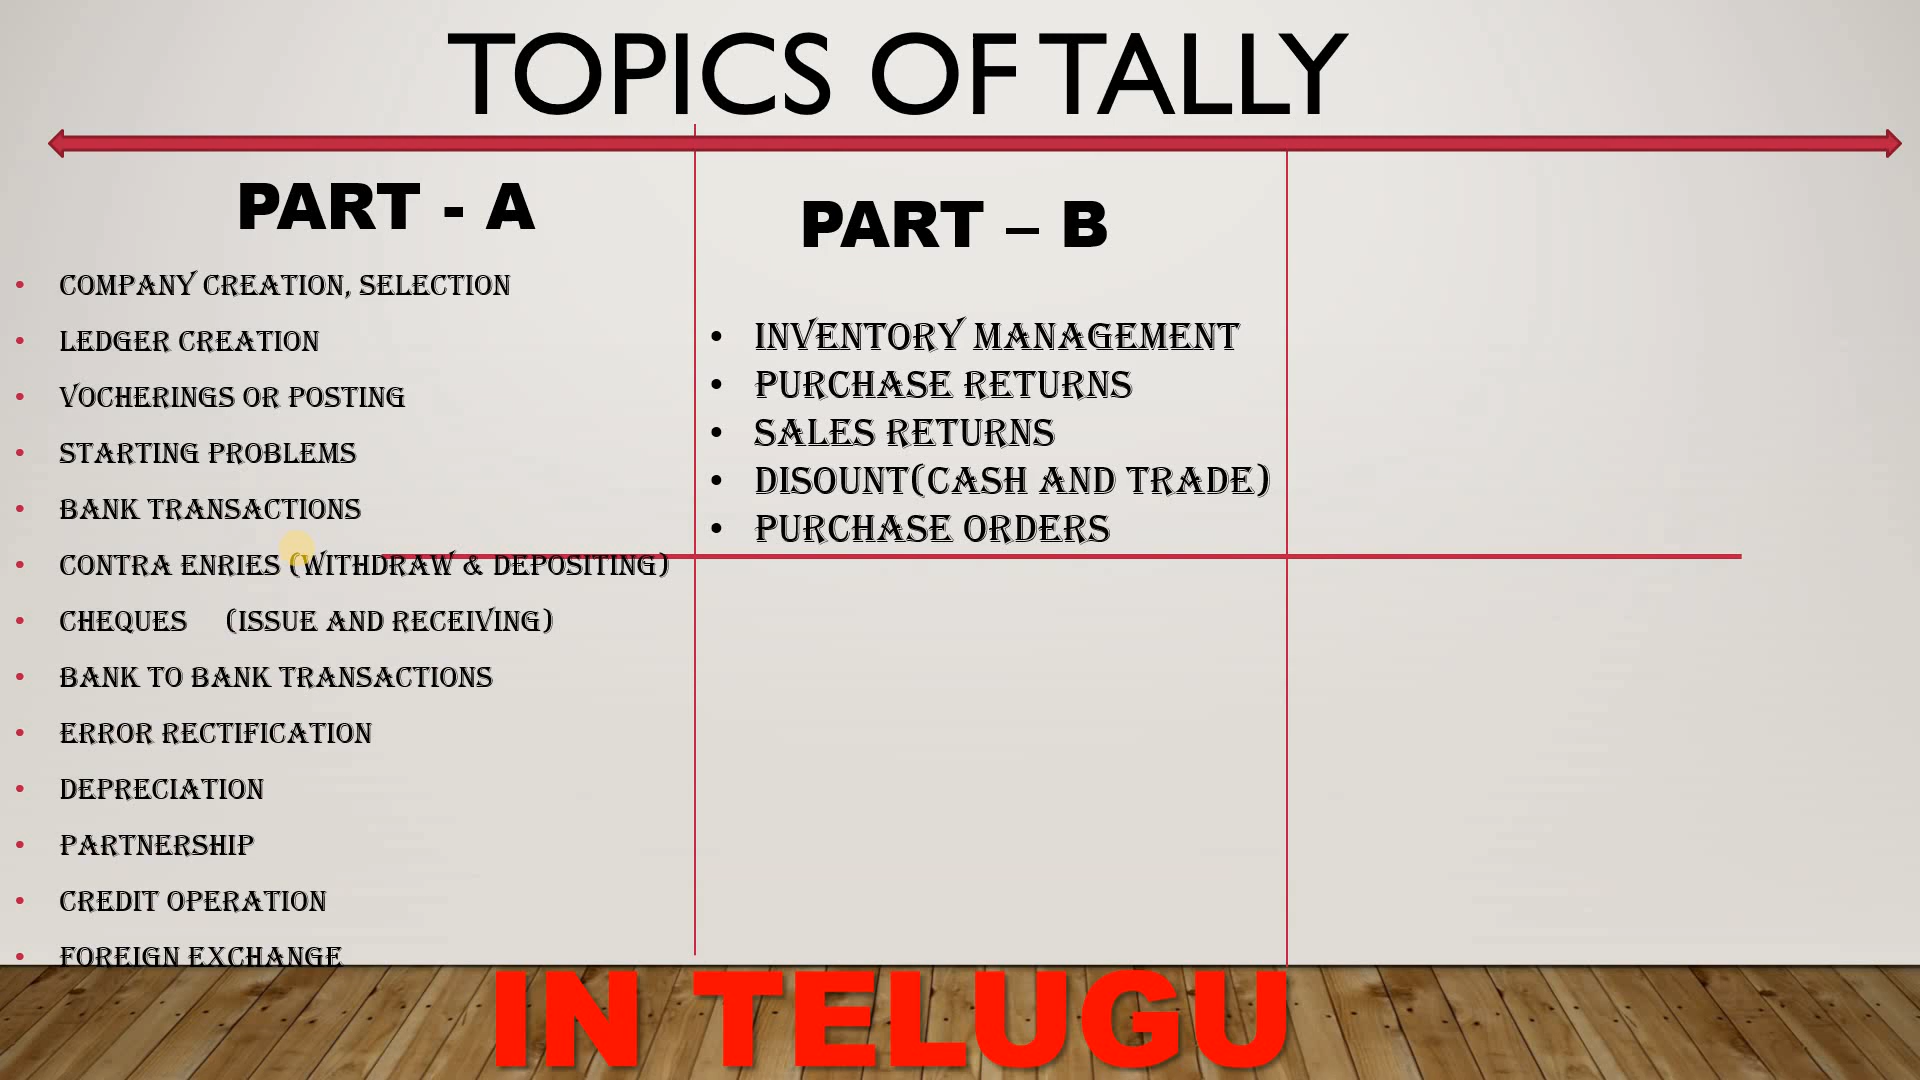 TOPICS OF TALLY
PART - A
• COMPANY CREATION, SELECTION
• LEDGER CREATION
• VOCHERINGS OR POSTING
• STARTING PROBLEMS
• BANK TRANSACTIONS
• CONTRA ENRIES (WITHDRAW & DEPOSITING)
• CHEQUES (ISSUE AND RECEIVING)
• BANK TO BANK TRANSACTIONS
• ERROR RECTIFICATION
• DEPRECIATION
• PARTNERSHIP
• CREDIT OPERATION
• FOREIGN EXCHANGE
PART – B
• INVENTORY MANAGEMENT
• PURCHASE RETURNS
• SALES RETURNS
• DISOUNT(CASH AND TRADE)
• PURCHASE ORDERS
IN TELUGU